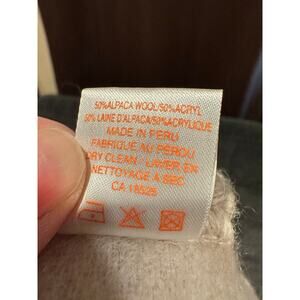 50%ALPACA WOOL/50%ACRYL
50% LAINE D'ALPACA/50%ACRYLIQUE
MADE IN PERU
FABRIQUE AU PEROU
DRY CLEAN - LAVER EN
NETTOYAGE À SEC
CA 18525